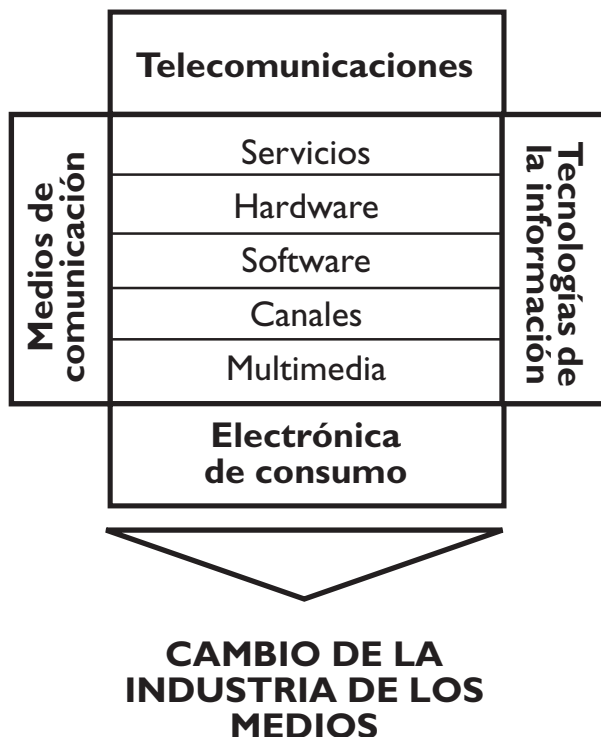 Telecomunicaciones
Medios de
comunicación
Servicios
Hardware
Software
Canales
Multimedia
Tecnologías de
la información
Electrónica
de consumo
CAMBIO DE LA
INDUSTRIA DE LOS
MEDIOS